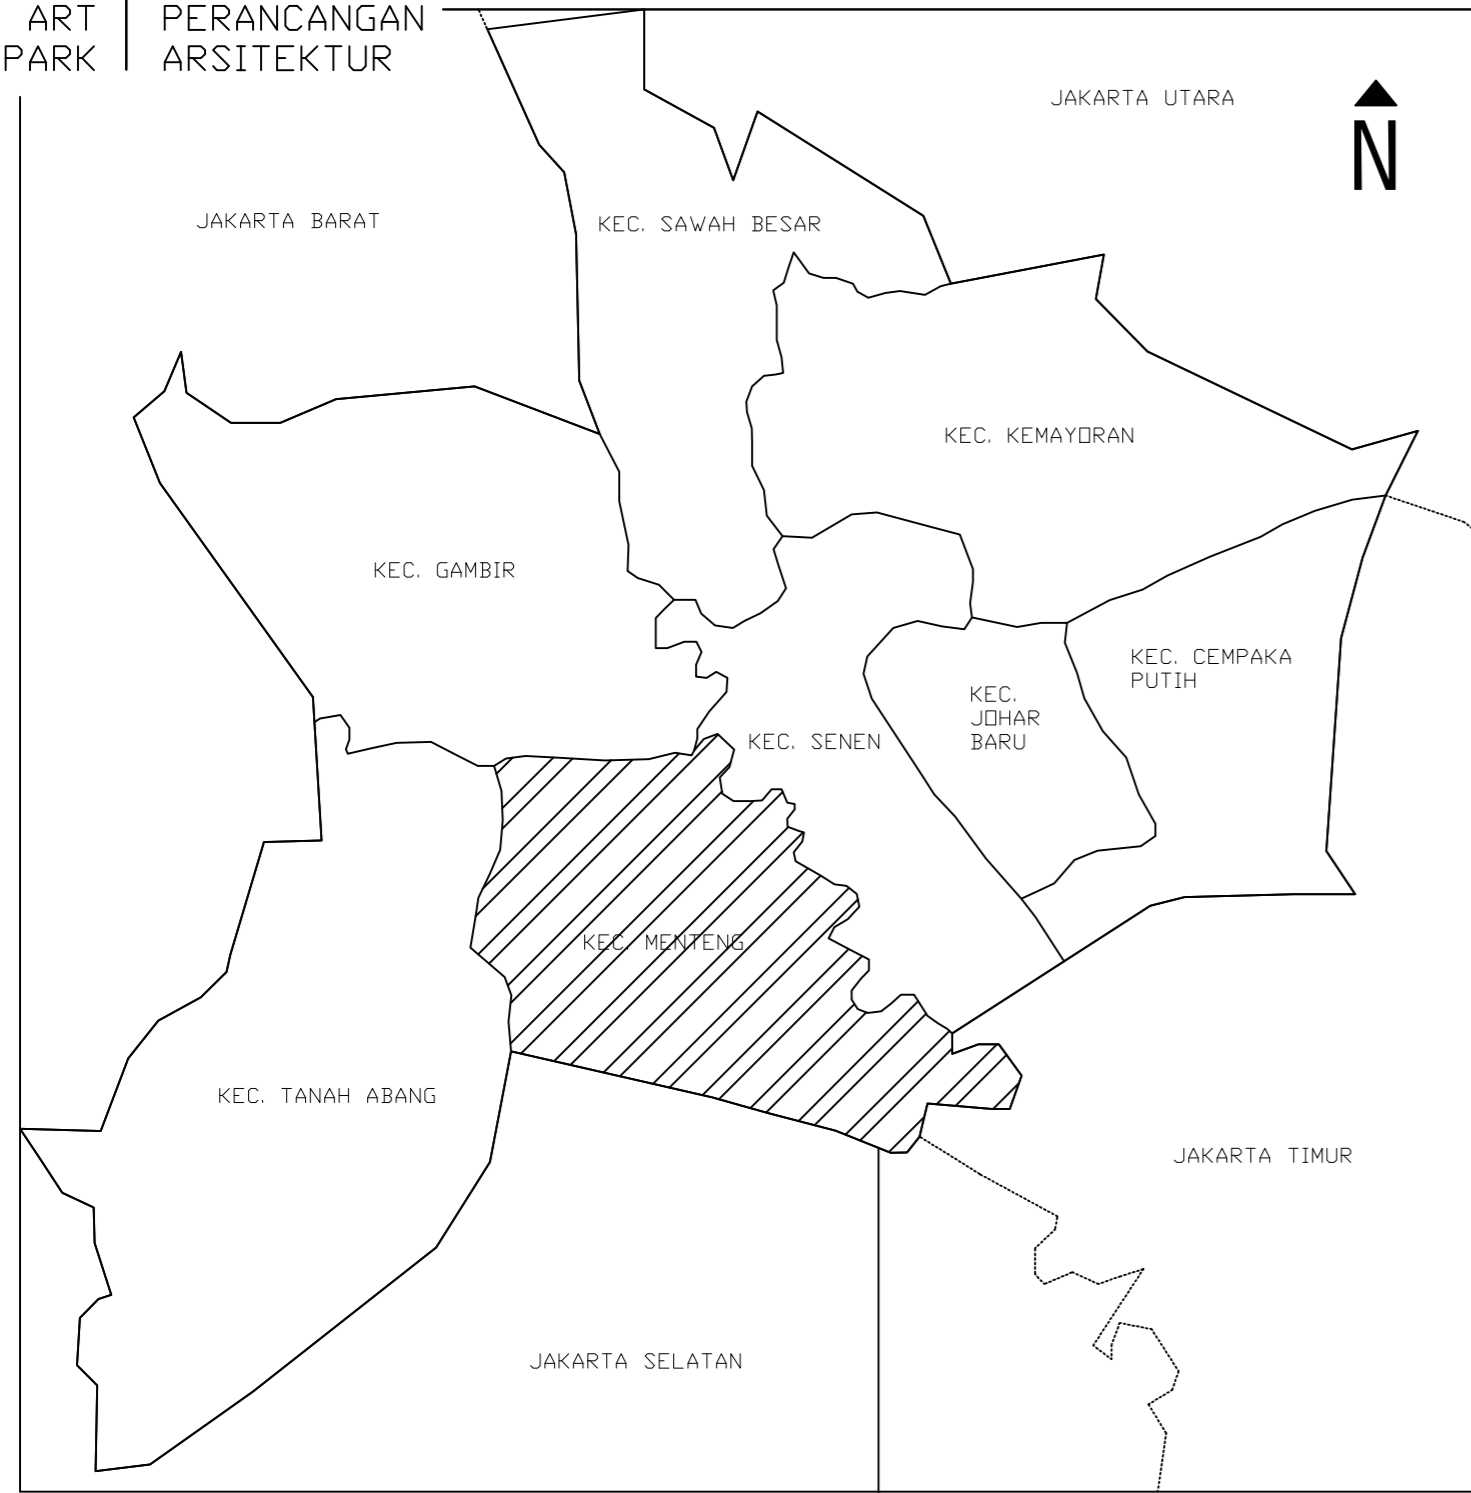 ART
PARK
PERANCANGAN
ARSITEKTUR
JAKARTA UTARA
N
JAKARTA BARAT
KEC. SAWAH BESAR
KEC. KEMAYORAN
KEC. GAMBIR
KEC. CEMPAKA
PUTIH
KEC.
JOHAR
BARU
KEC. SENEN
KEC. MENTENG
KEC. TANAH ABANG
JAKARTA TIMUR
JAKARTA SELATAN